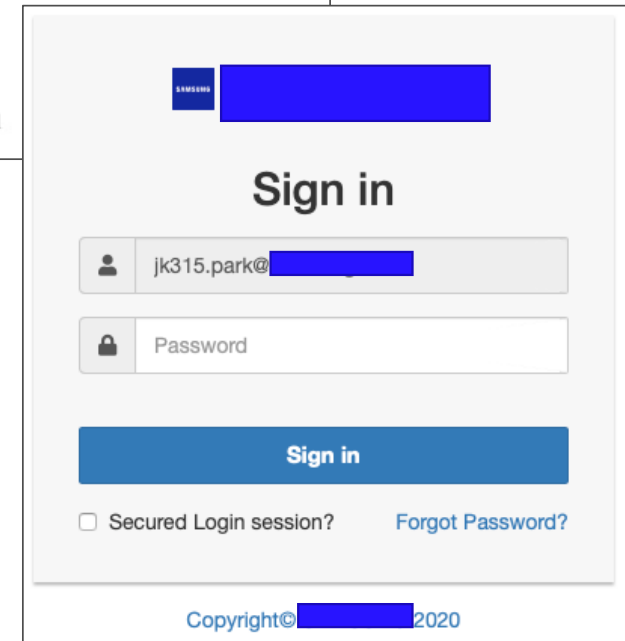 SAMSUNG
Sign in
jk315.park@
Password
Sign in
Secured Login session? Forgot Password?
Copyright© 2020